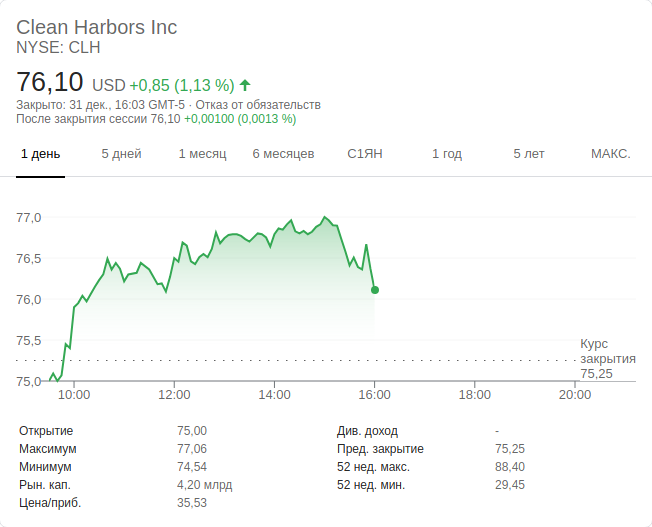 Clean Harbors Inc
NYSE: CLH
76,10 USD +0,85 (1,13 %)
Закрыто: 31 дек., 16:03 GMT-5 · Отказ от обязательств
После закрытия сессии 76,10 +0,00100 (0,0013 %)
1 день 5 дней 1 месяц 6 месяцев С1ЯН 1 год 5 лет МАКС.
77,0
76,5
76,0
75,5
75,0
Курс
закрытия
75,25
10:00 12:00 14:00 16:00 18:00 20:00
Открытие 75,00 Див. доход -
Максимум 77,06 Пред. закрытие 75,25
Минимум 74,54 52 нед. макс. 88,40
Рын. кап. 4,20 млрд 52 нед. мин. 29,45
Цена/приб. 35,53